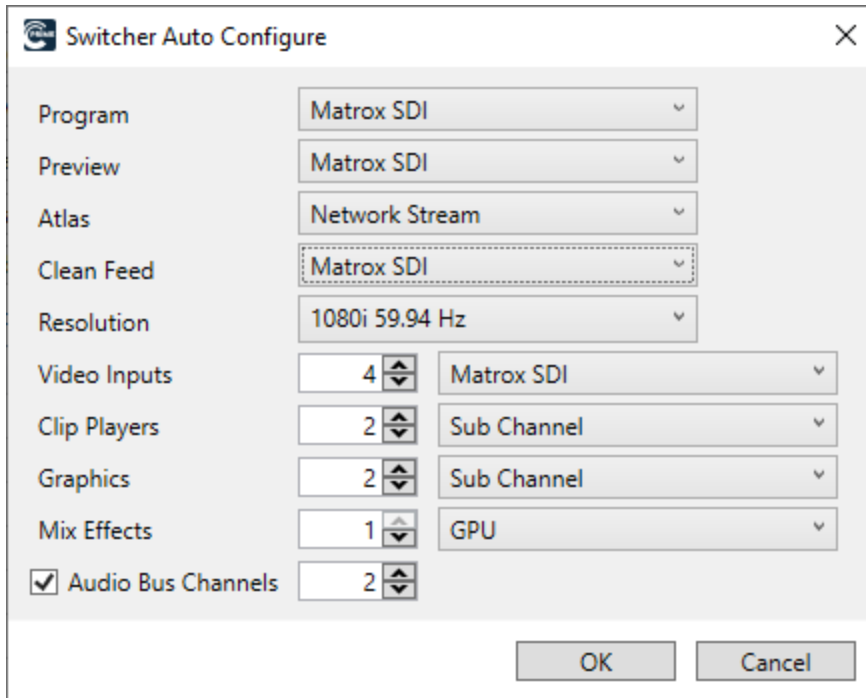 PRIME Switcher Auto Configure
Program Matrox SDI
Preview Matrox SDI
Atlas Network Stream
Clean Feed Matrox SDI
Resolution 1080i 59.94 Hz
Video Inputs 4 Matrox SDI
Clip Players 2 Sub Channel
Graphics 2 Sub Channel
Mix Effects 1 GPU
Audio Bus Channels 2
OK Cancel